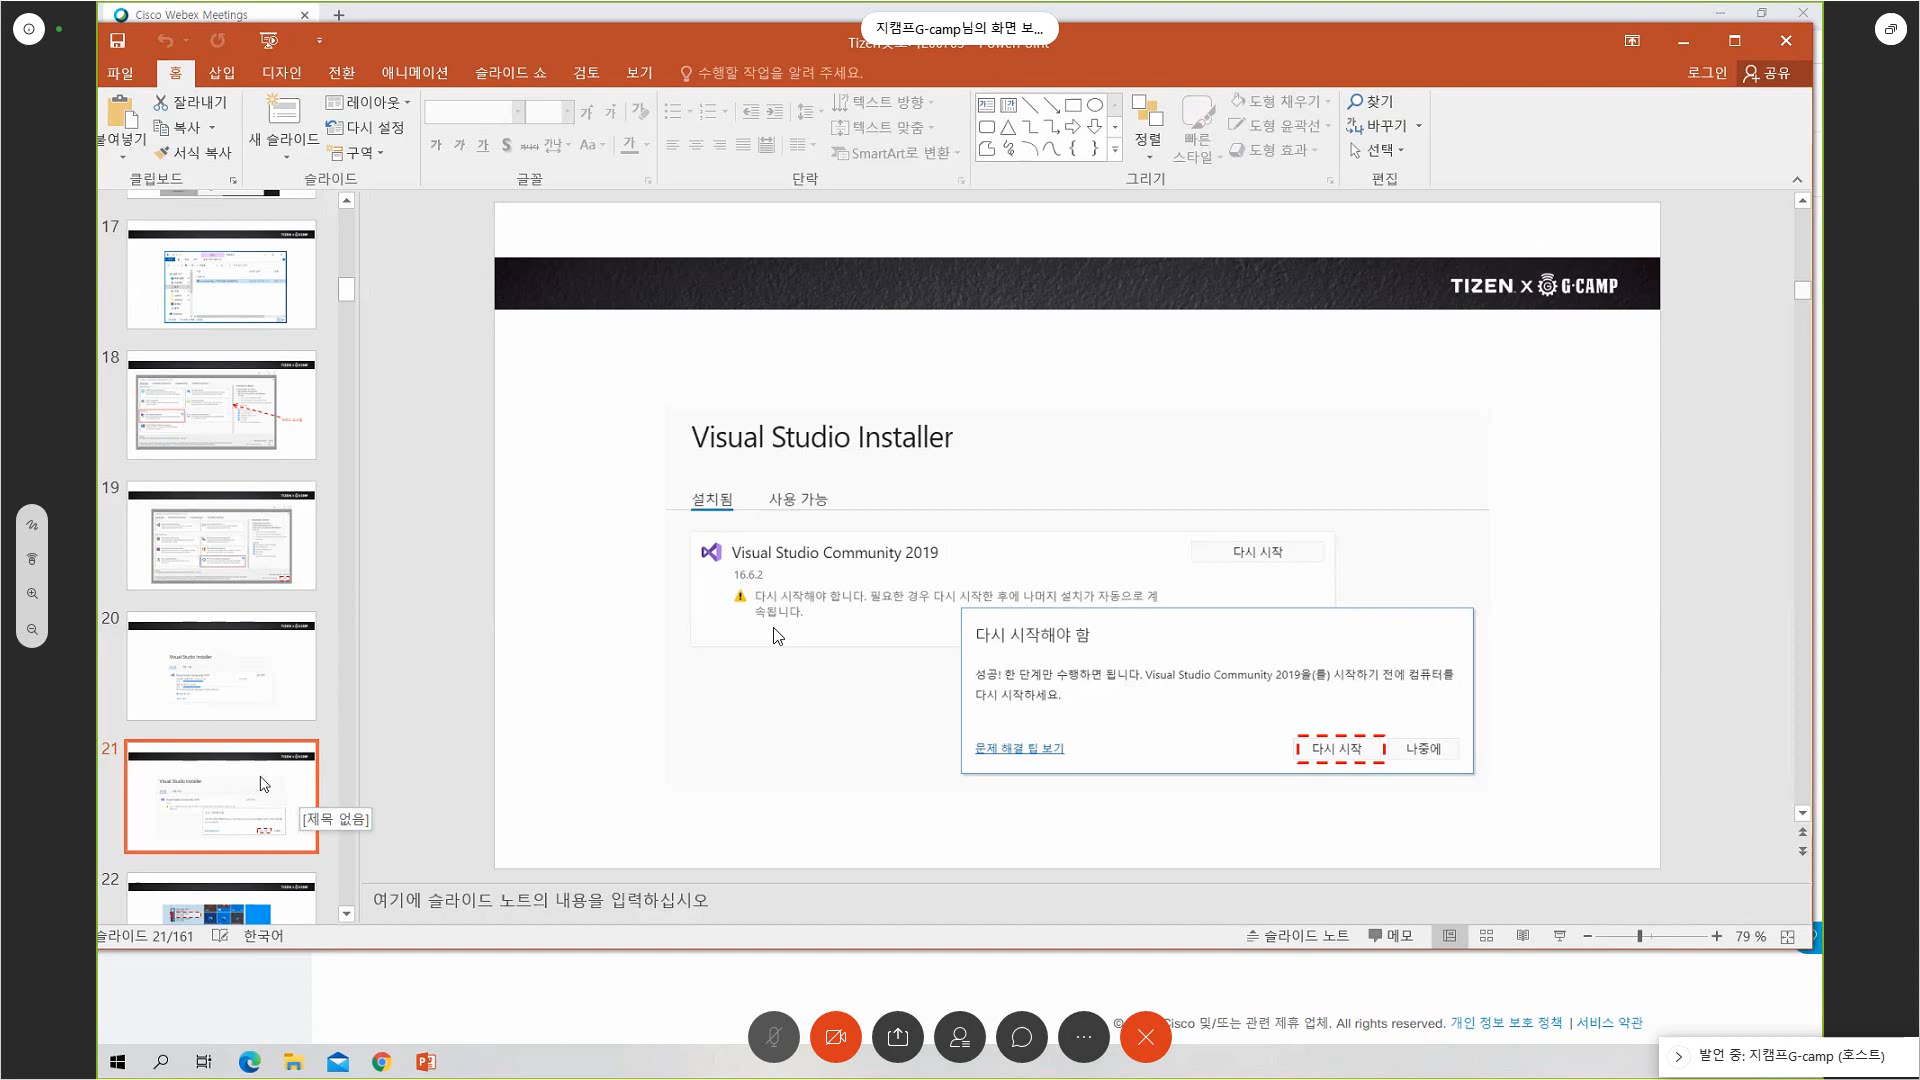 Cisco Webex Meetings
지캠프G-camp님의 화면 보...
파일 홈 삽입 디자인 전환 애니메이션 슬라이드 쇼 검토 보기 수행할 작업을 알려 주세요.
로그인 공유
붙여넣기
잘라내기
복사
서식 복사
클립보드
새 슬라이드
레이아웃
다시 설정
구역
슬라이드
글꼴
텍스트 방향
텍스트 맞춤
SmartArt로 변환
단락
정렬
빠른
스타일
도형 채우기
도형 윤곽선
도형 효과
그리기
찾기
바꾸기
선택
편집
17
18
19
20
21
22
[제목 없음]
TIZEN X G·CAMP
Visual Studio Installer
설치됨 사용 가능
Visual Studio Community 2019
다시 시작
16.6.2
다시 시작해야 합니다. 필요한 경우 다시 시작한 후에 나머지 설치가 자동으로 계
속됩니다.
다시 시작해야 함
성공! 한 단계만 수행하면 됩니다. Visual Studio Community 2019을(를) 시작하기 전에 컴퓨터를
다시 시작하세요.
문제 해결 팁 보기
다시 시작 나중에
여기에 슬라이드 노트의 내용을 입력하십시오
슬라이드 21/161 한국어
슬라이드 노트 메모 79 %
Cisco 및/또는 관련 제휴 업체. All rights reserved. 개인 정보 보호 정책 | 서비스 약관
발언 중: 지캠프G-camp (호스트)